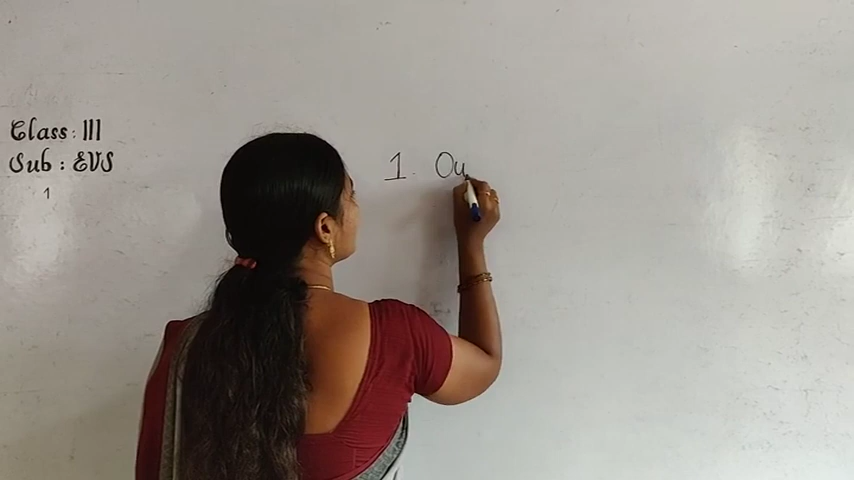 Class : III
Sub : EVS
1
1. Ou